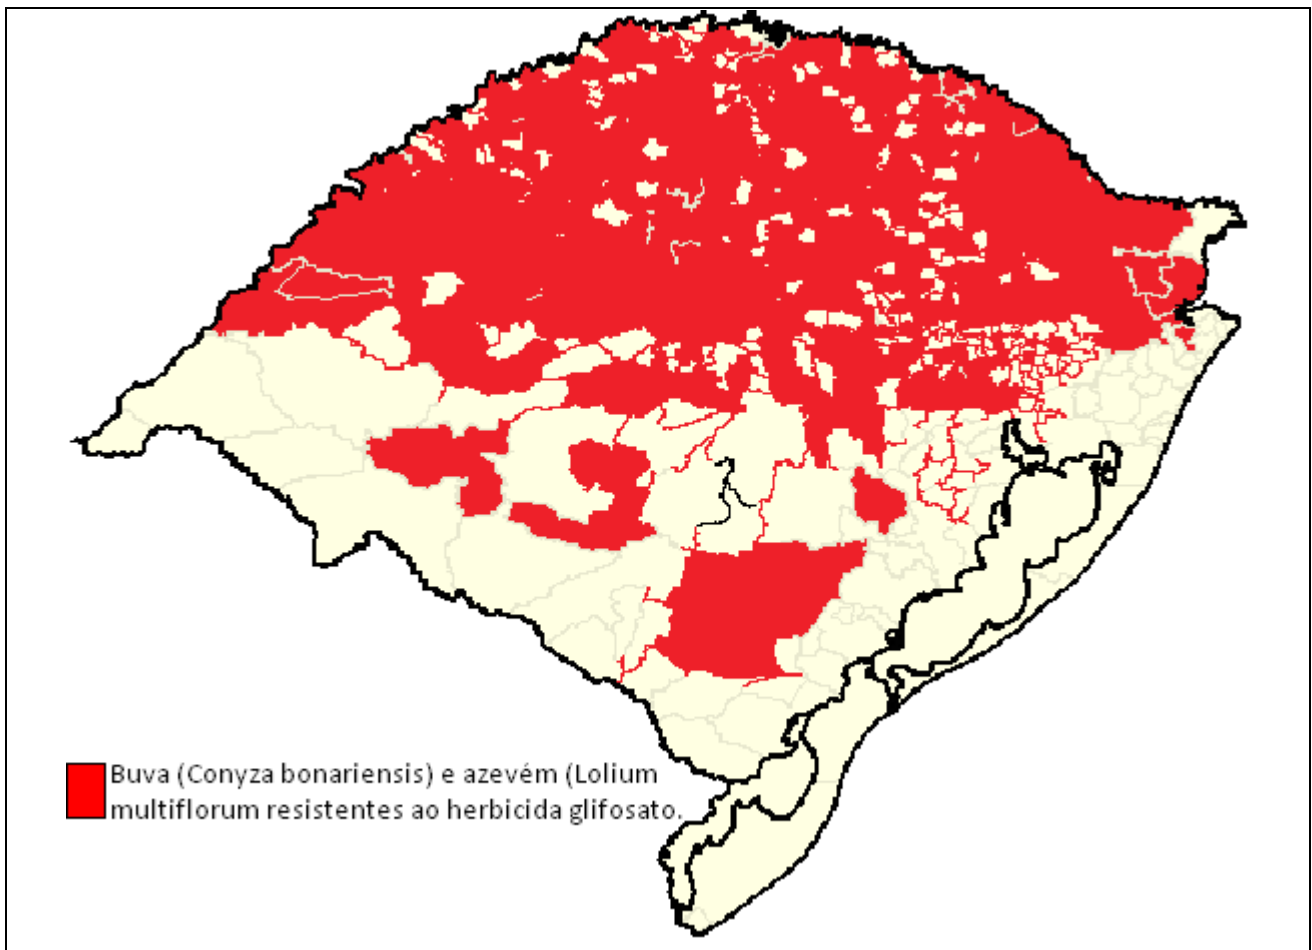 Buva (Conyza bonariensis) e azevém (Lolium
multiflorum resistentes ao herbicida glifosato.